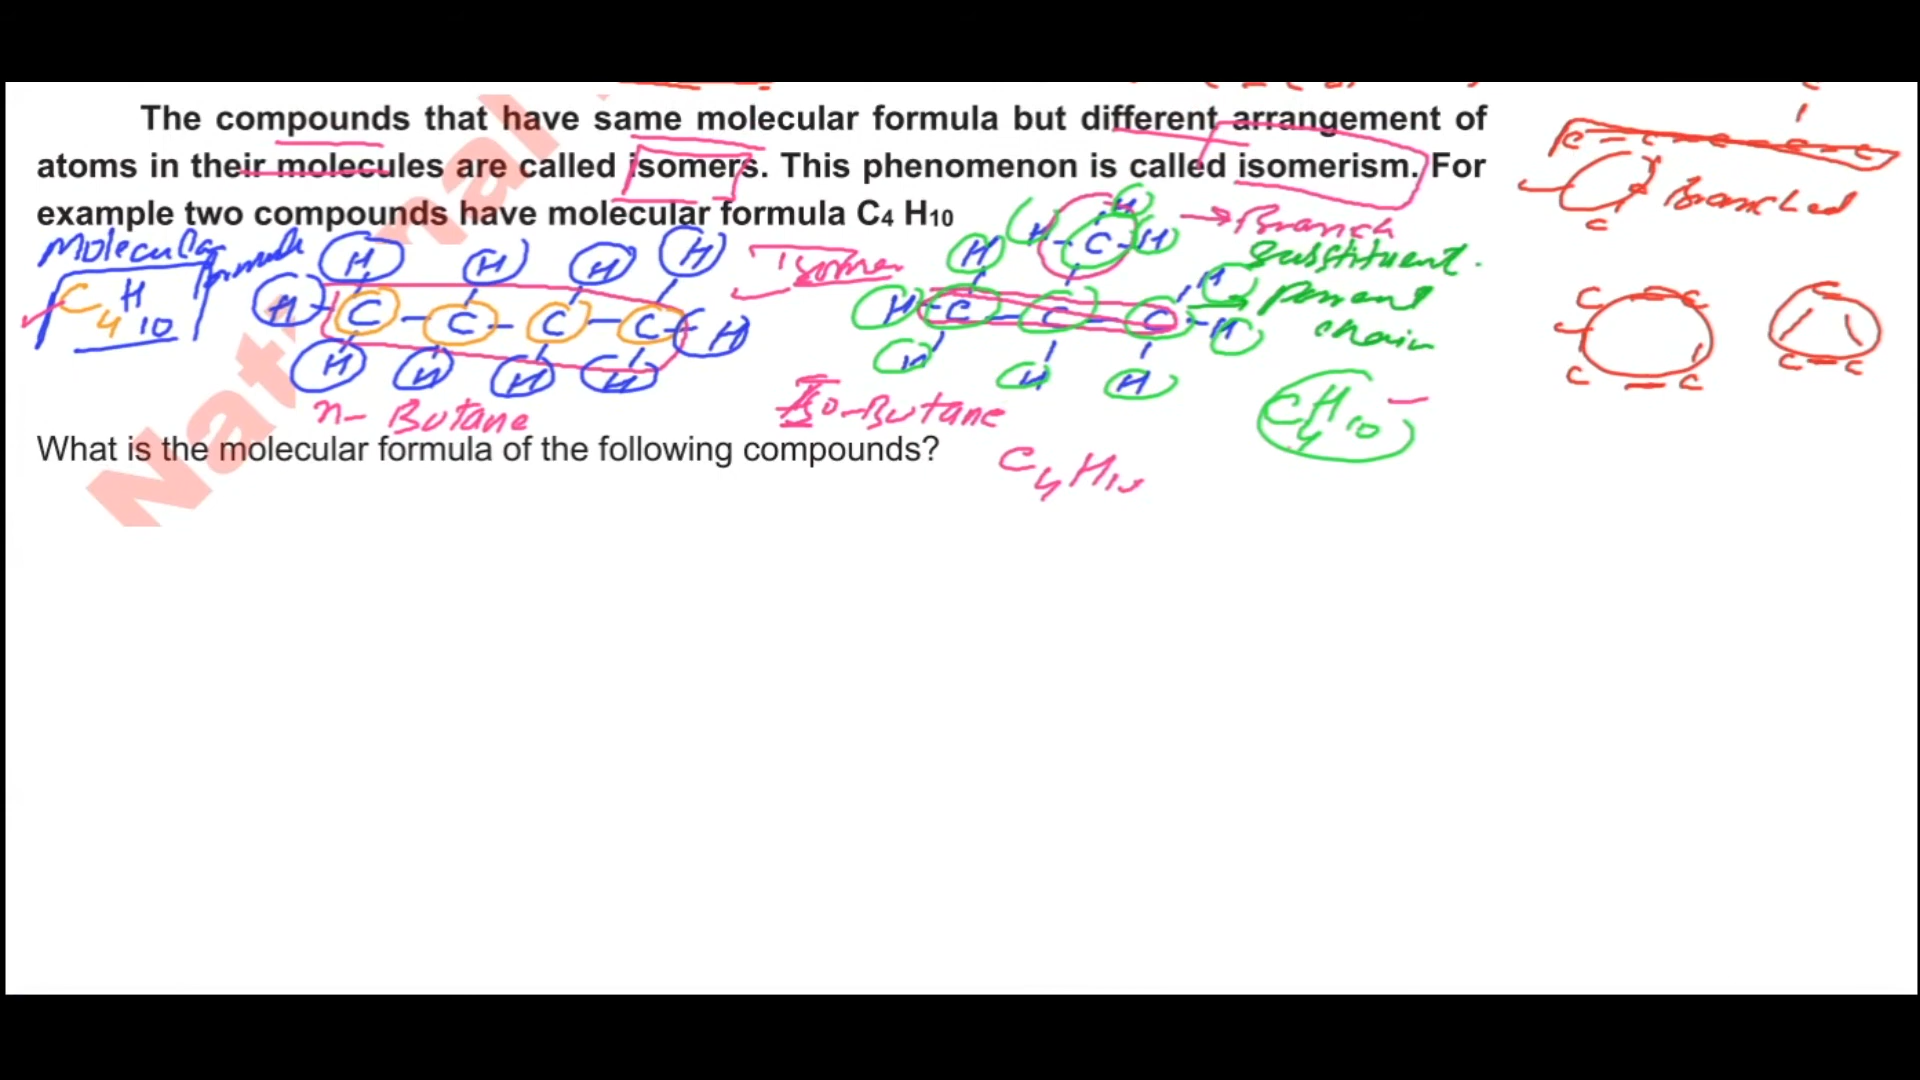 The compounds that have same molecular formula but different arrangement of
atoms in their molecules are called isomers. This phenomenon is called isomerism. For
example two compounds have molecular formula C4 H10
Molecular formula
C4H10
H H H H
H - C - C - C - C - H
H H H H
n- Butane
Isomer
H
H - C - H
H H
H - C - C - C - H
H H H
→ Branch
Substituent.
→ Parent
chain
Iso-Butane
C4H10
C4H10
What is the molecular formula of the following compounds?
C - C - C - C - C
C
Branched
C = C
C - C
C
C - C
National